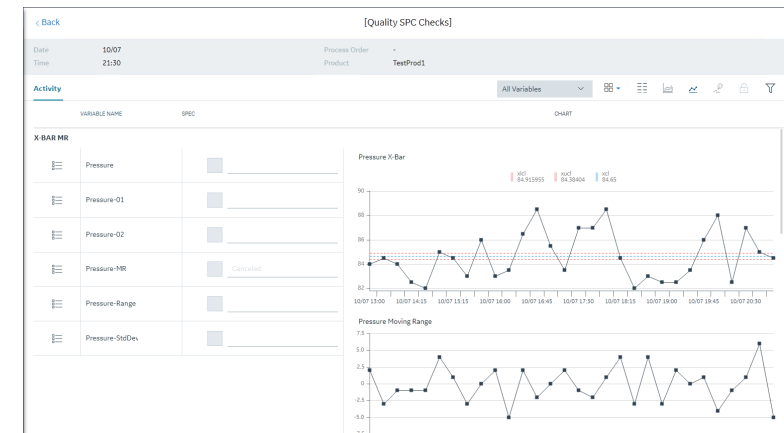 < Back
[Quality SPC Checks]
Date 10/07 Process Order -
Time 21:30 Product TestProd1
Activity
All Variables
VARIABLE NAME SPEC CHART
X-BAR MR
Pressure
Pressure-01
Pressure-02
Pressure-MR Canceled
Pressure-Range
Pressure-StdDev
Pressure X-Bar
xlcl xucl xcl
84.915955 84.38404 84.65
90
88
86
84
82
10/07 13:00 10/07 14:15 10/07 15:15 10/07 16:00 10/07 16:45 10/07 17:30 10/07 18:15 10/07 19:00 10/07 19:45 10/07 20:30
Pressure Moving Range
7.5
5.0
2.5
0
-2.5
-5.0